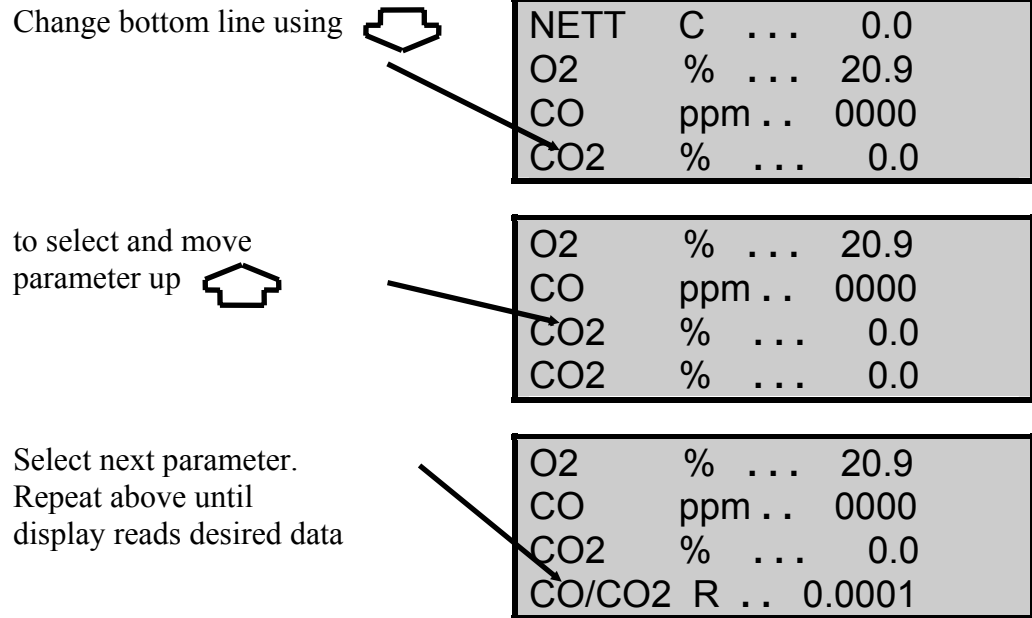 Change bottom line using
NETT C ... 0.0
O2 % ... 20.9
CO ppm .. 0000
CO2 % ... 0.0
to select and move
parameter up
O2 % ... 20.9
CO ppm .. 0000
CO2 % ... 0.0
CO2 % ... 0.0
Select next parameter.
Repeat above until
display reads desired data
O2 % ... 20.9
CO ppm .. 0000
CO2 % ... 0.0
CO/CO2 R .. 0.0001